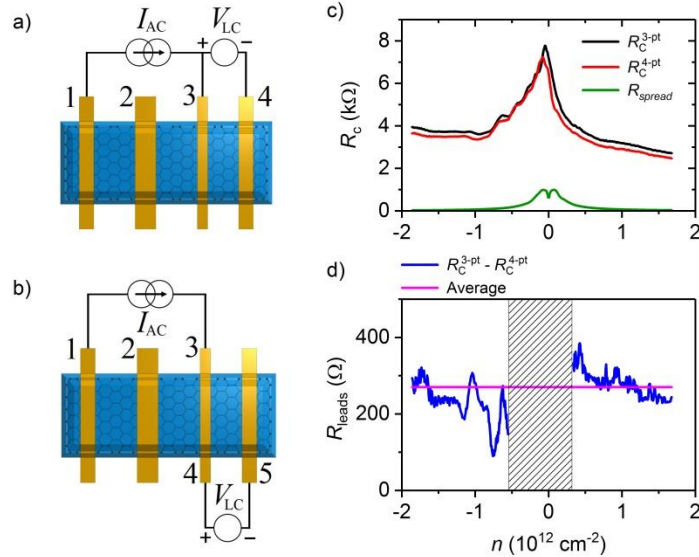 a)
I_AC
+ V_LC −
1 2 3 4
b)
I_AC
1 2 3
4 5
+ V_LC −
c)
R_C^3-pt
R_C^4-pt
R_spread
R_c (kΩ)
8
6
4
2
0
-2 -1 0 1 2
d)
R_C^3-pt - R_C^4-pt
Average
R_leads (Ω)
400
200
0
-2 -1 0 1 2
n (10^12 cm^-2)